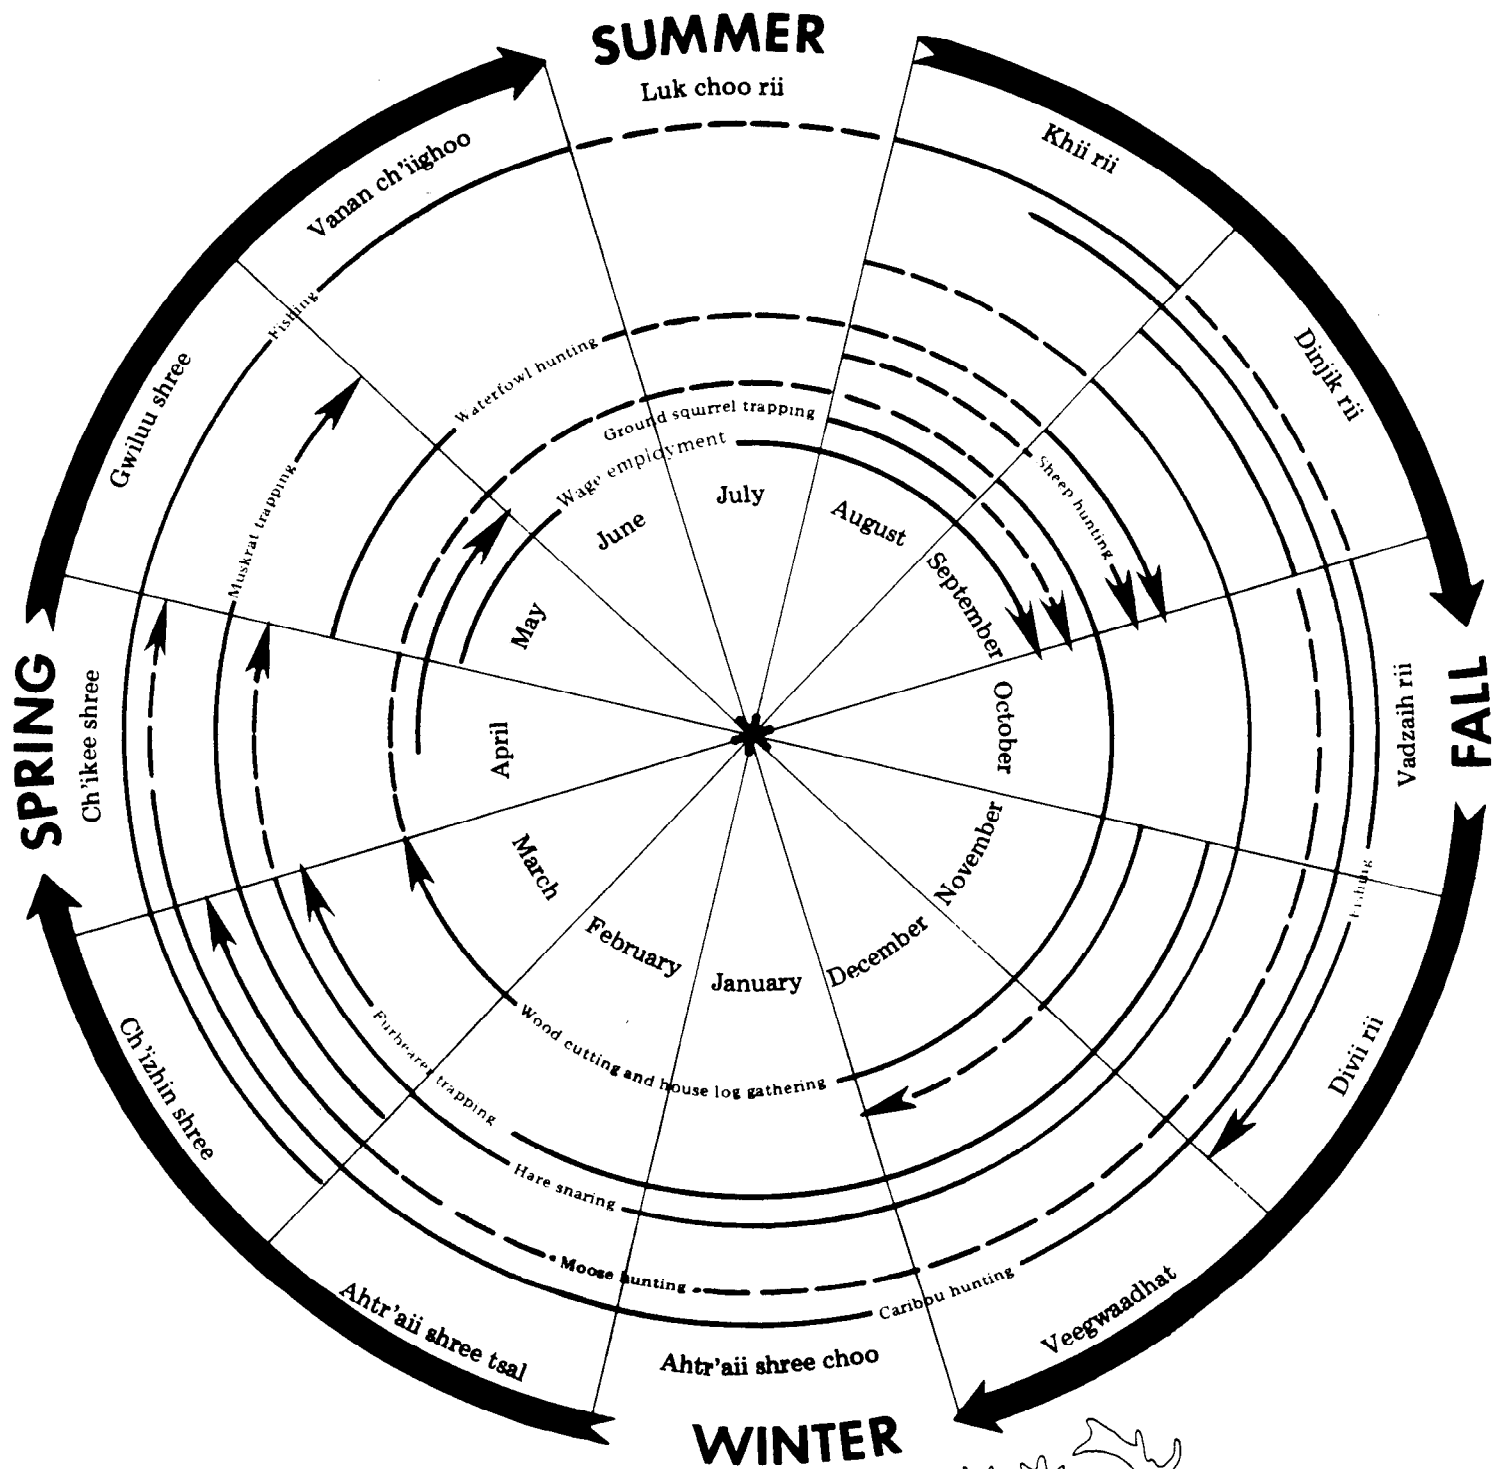 SUMMER
Luk choo rii
Khii rii
Dinjik rii
FALL
Vadzaih rii
Divii rii
Veegwaadhat
WINTER
Ahtr'aii shree choo
Ahtr'aii shree tsal
Ch'izhin shree
SPRING
Ch'ikee shree
Gwiluu shree
Vanan ch'iighoo
Fishing
Muskrat trapping
Waterfowl hunting
Ground squirrel trapping
Wage employment
Sheep hunting
Fishing
Caribou hunting
Moose hunting
Hare snaring
Furbearer trapping
Wood cutting and house log gathering
January
February
March
April
May
June
July
August
September
October
November
December